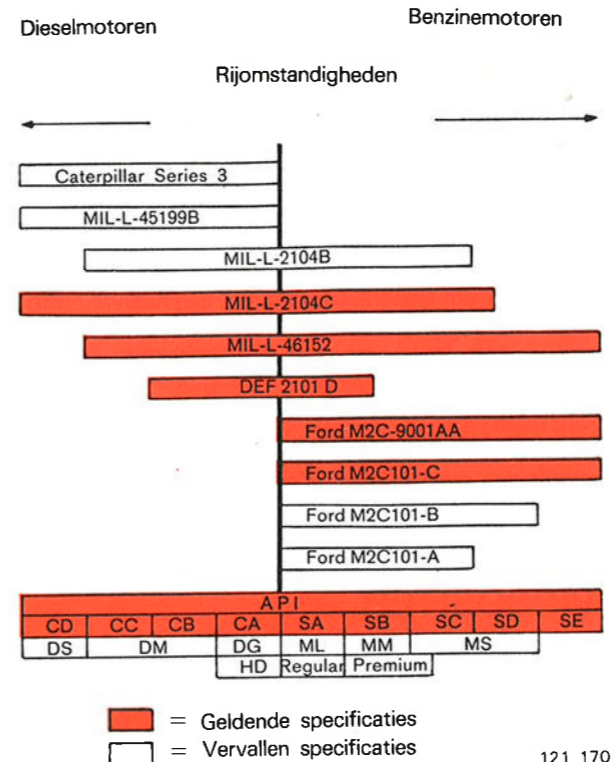 Dieselmotoren Benzinemotoren
Rijomstandigheden
Caterpillar Series 3
MIL-L-45199B
MIL-L-2104B
MIL-L-2104C
MIL-L-46152
DEF 2101 D
Ford M2C-9001AA
Ford M2C101-C
Ford M2C101-B
Ford M2C101-A
API
CD CC CB CA SA SB SC SD SE
DS DM DG ML MM MS
HD Regular Premium
= Geldende specificaties
= Vervallen specificaties
121 170